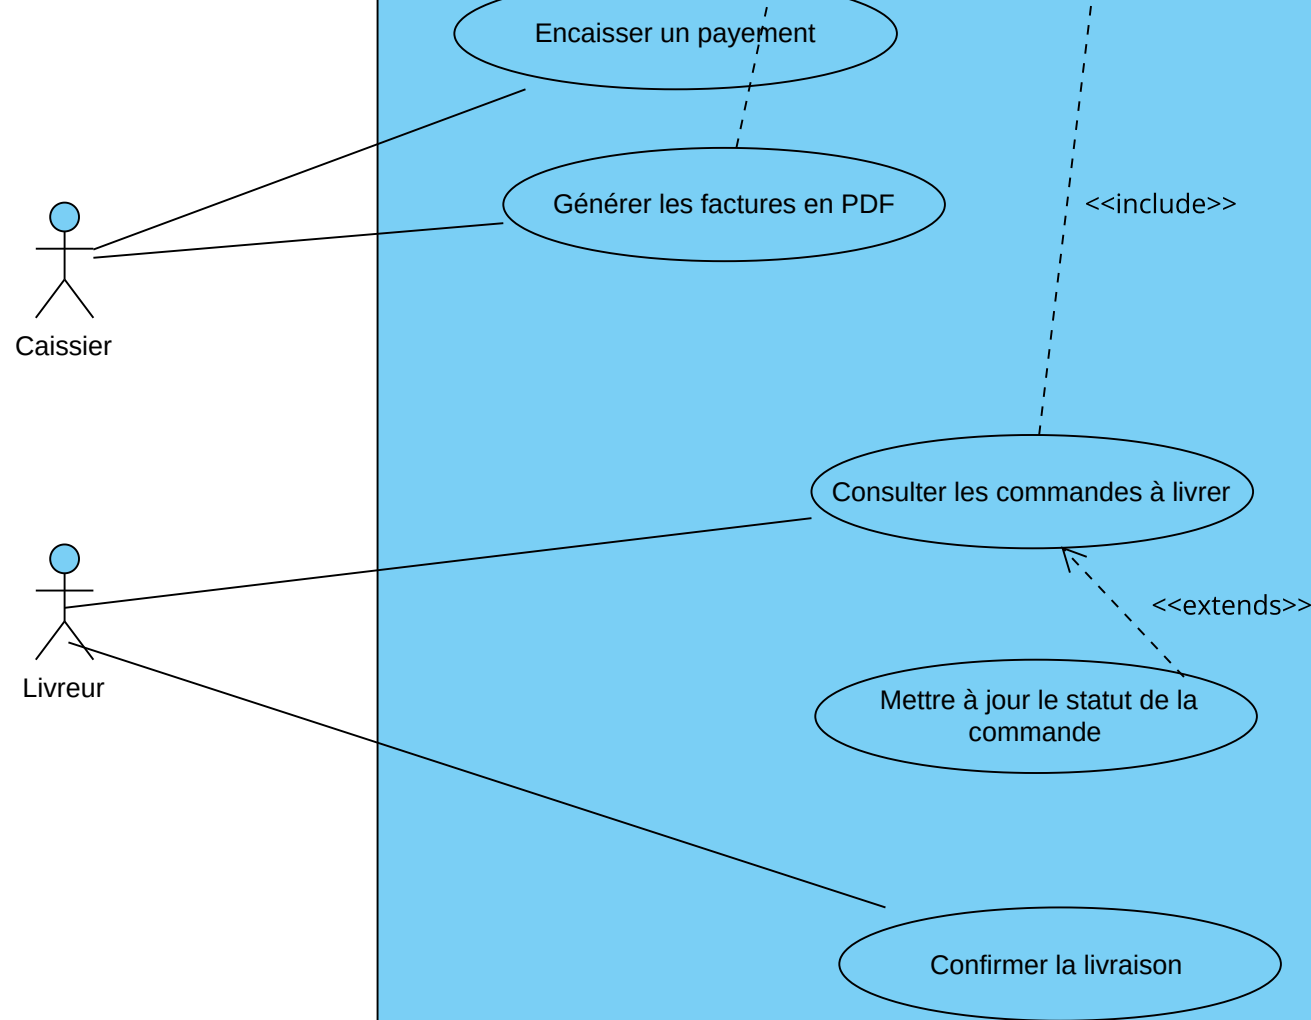 Encaisser un payement
Générer les factures en PDF
<<include>>
Caissier
Consulter les commandes à livrer
<<extends>>
Livreur
Mettre à jour le statut de la
commande
Confirmer la livraison